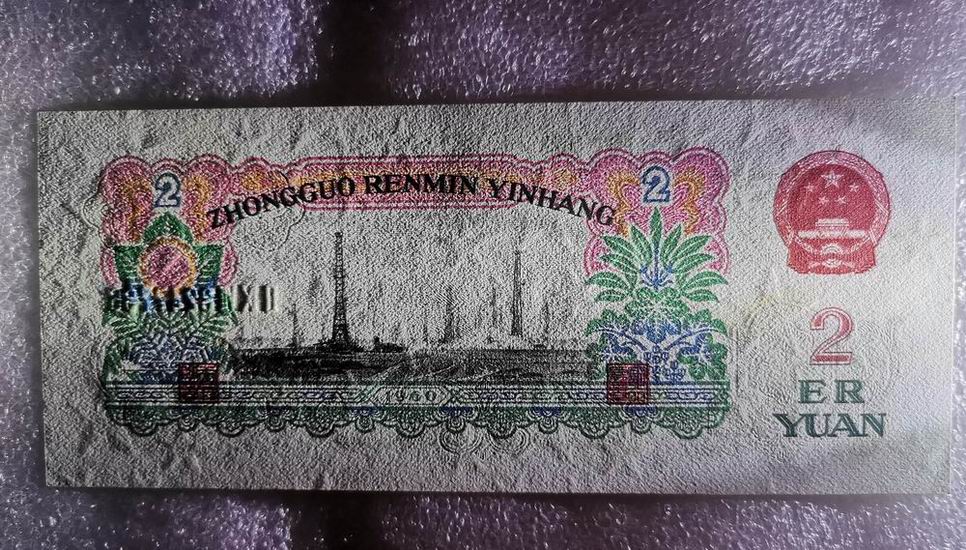 2
2
ZHONGGUO RENMIN YINHANG
1960
2
ER
YUAN